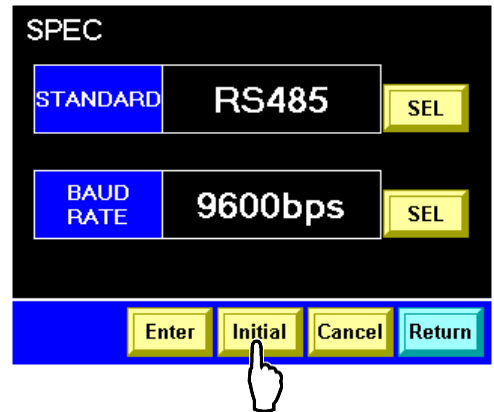 SPEC
STANDARD RS485 SEL
BAUD
RATE 9600bps SEL
Enter Initial Cancel Return